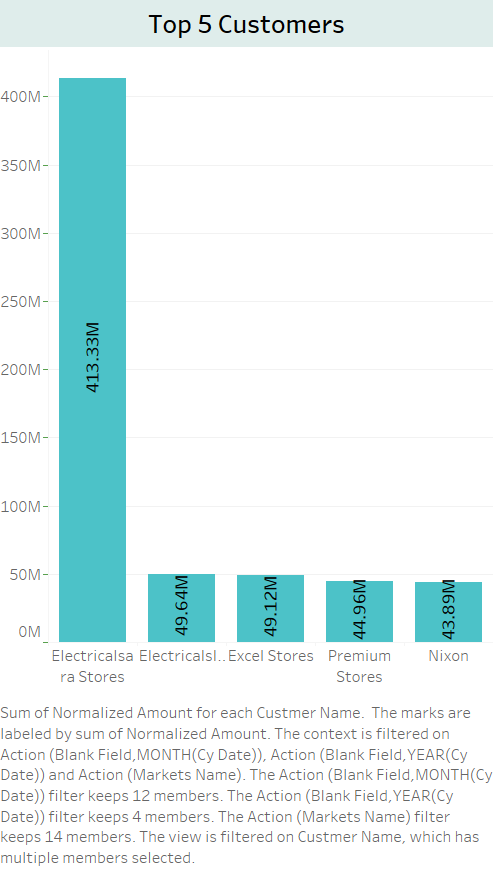 Top 5 Customers
400M
350M
300M
250M
200M
150M
100M
50M
0M
413.33M
49.64M
49.12M
44.96M
43.89M
Electricalsa
ra Stores
Electricalsl..
Excel Stores
Premium
Stores
Nixon
Sum of Normalized Amount for each Custmer Name.  The marks are
labeled by sum of Normalized Amount. The context is filtered on
Action (Blank Field,MONTH(Cy Date)), Action (Blank Field,YEAR(Cy
Date)) and Action (Markets Name). The Action (Blank Field,MONTH(Cy
Date)) filter keeps 12 members. The Action (Blank Field,YEAR(Cy
Date)) filter keeps 4 members. The Action (Markets Name) filter
keeps 14 members. The view is filtered on Custmer Name, which has
multiple members selected.